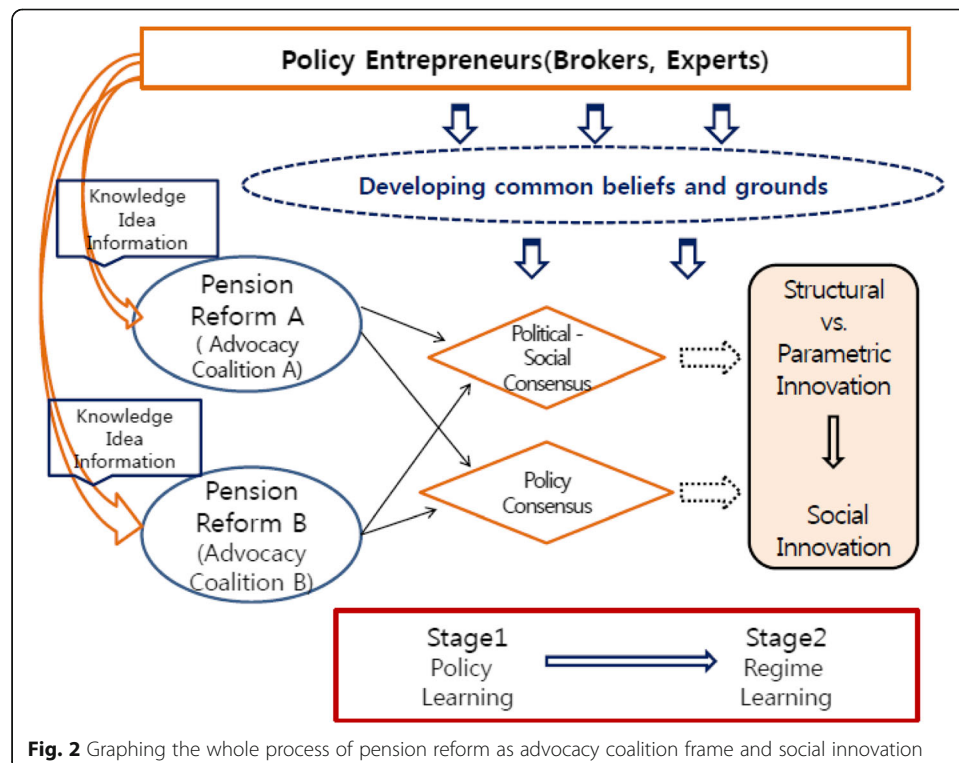 Policy Entrepreneurs(Brokers, Experts)
Developing common beliefs and grounds
Knowledge
Idea
Information
Pension
Reform A
( Advocacy
Coalition A)
Political -
Social
Consensus
Structural
vs.
Parametric
Innovation
Knowledge
Idea
Information
Pension
Reform B
(Advocacy
Coalition B)
Policy
Consensus
Social
Innovation
Stage1
Policy
Learning
Stage2
Regime
Learning
Fig. 2 Graphing the whole process of pension reform as advocacy coalition frame and social innovation